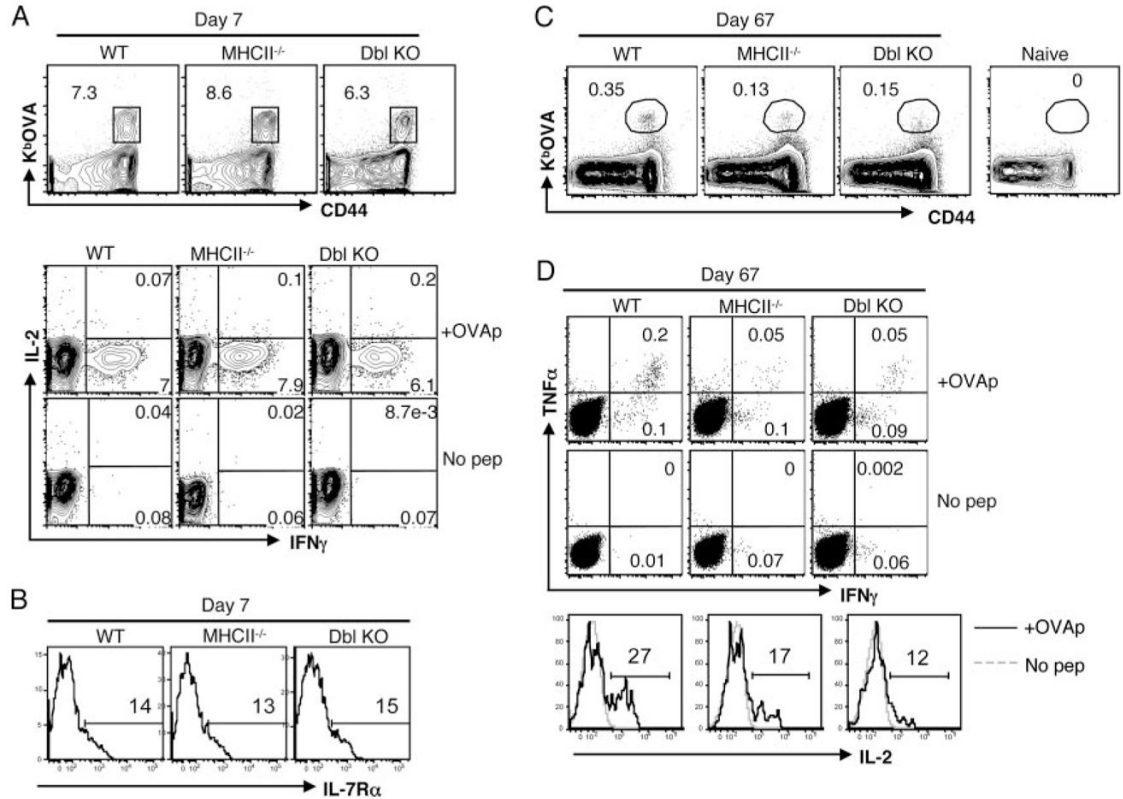 A
Day 7
WT MHCII-/- Dbl KO
7.3 8.6 6.3
KbOVA
CD44
WT MHCII-/- Dbl KO
0.07 0.1 0.2
+OVAp
7 7.9 6.1
IL-2
0.04 0.02 8.7e-3
No pep
0.08 0.06 0.07
IFNγ
B
Day 7
WT MHCII-/- Dbl KO
14 13 15
IL-7Rα
C
Day 67
WT MHCII-/- Dbl KO Naive
0.35 0.13 0.15 0
KbOVA
CD44
D
Day 67
WT MHCII-/- Dbl KO
0.2 0.05 0.05
+OVAp
0.1 0.1 0.09
TNFα
0 0 0.002
No pep
0.01 0.07 0.06
IFNγ
27 17 12
+OVAp
No pep
IL-2